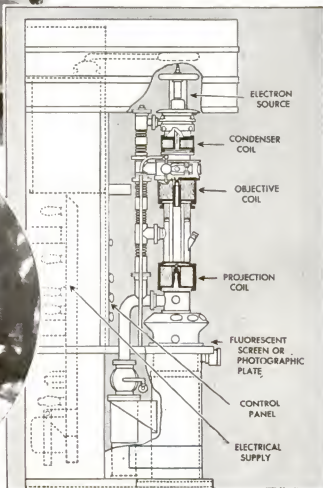 ELECTRON
SOURCE
CONDENSER
COIL
OBJECTIVE
COIL
PROJECTION
COIL
FLUORESCENT
SCREEN OR
PHOTOGRAPHIC
PLATE
CONTROL
PANEL
ELECTRICAL
SUPPLY